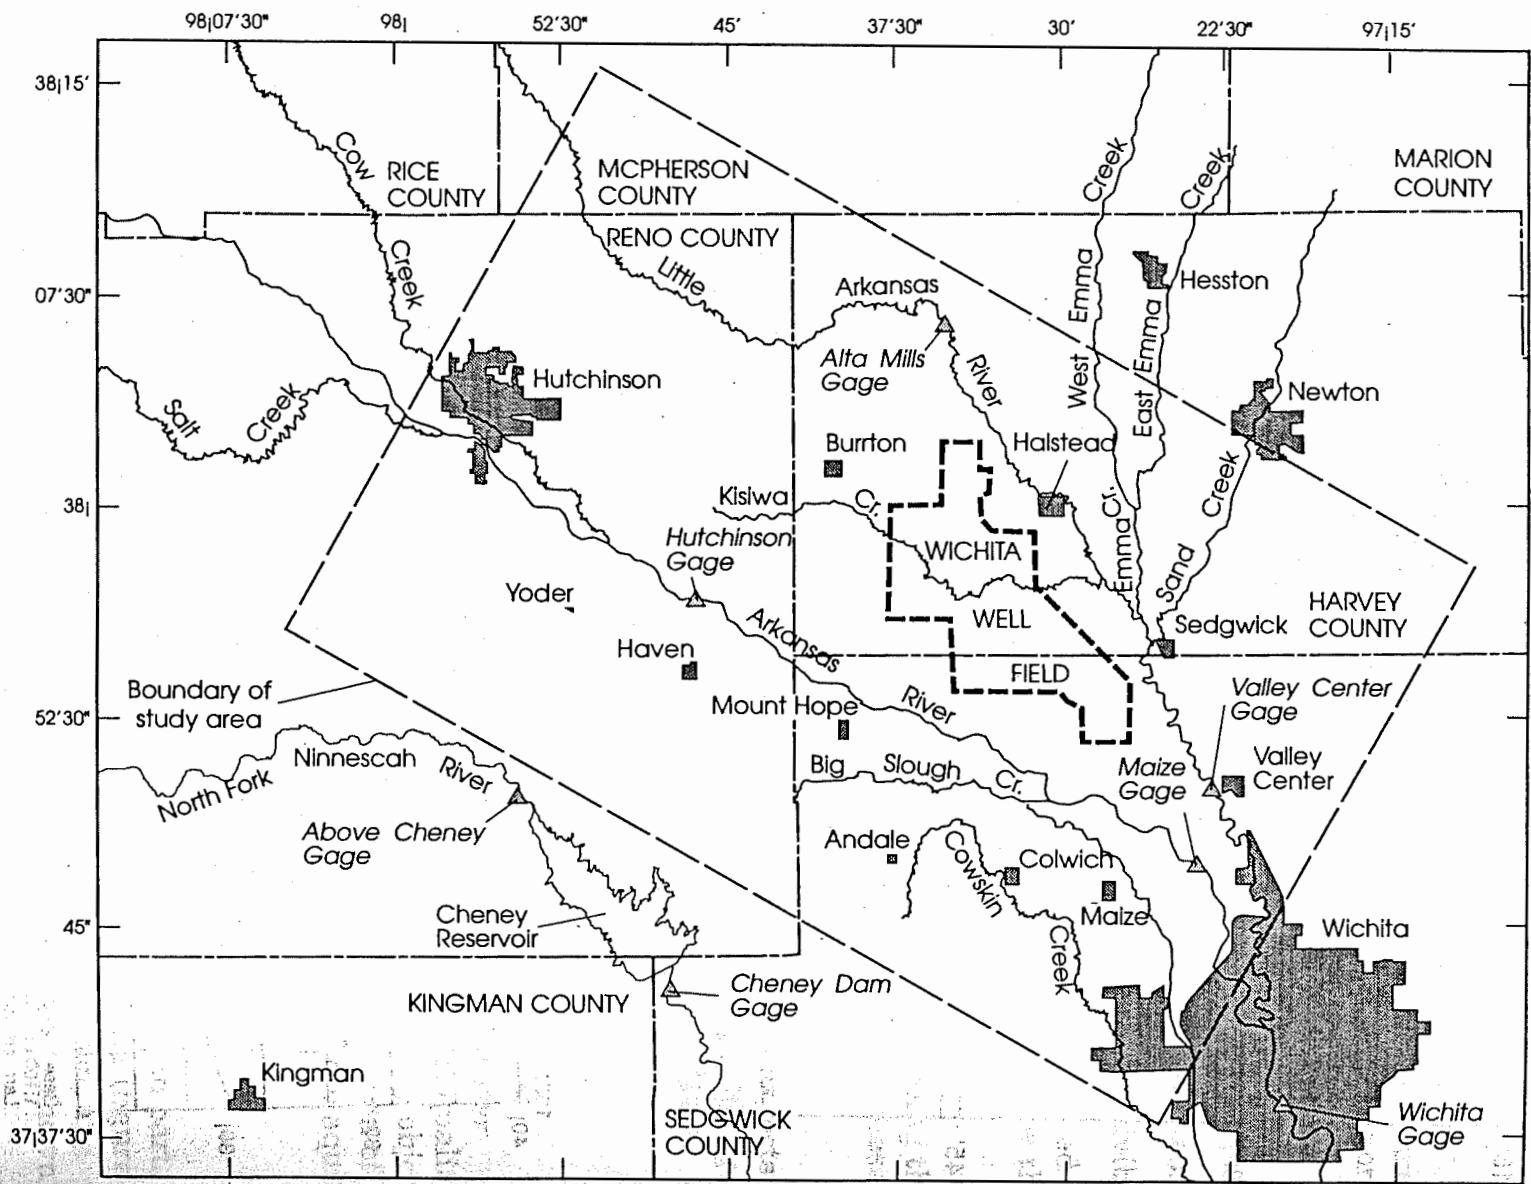 98|07'30" 98| 52'30" 45' 37'30" 30' 22'30" 97|15'
38|15'
Cow
RICE
COUNTY
MCPHERSON
COUNTY
Creek
Creek
MARION
COUNTY
RENO COUNTY
Creek
Little
Arkansas
Emma
Hesston
07'30"
Alta Mills
Gage
River
West
East Emma
Hutchinson
Salt
Creek
Newton
Burrton
Halstead
Kisiwa
Cr.
Creek
38|
Hutchinson
Gage
WICHITA
Emma Cr.
Sand
Yoder
WELL
HARVEY
COUNTY
Sedgwick
Haven
Arkansas
FIELD
Boundary of
study area
Mount Hope
River
Valley Center
Gage
52'30"
Ninnescah
River
North Fork
Big Slough Cr.
Maize
Gage
Valley
Center
Above Cheney
Gage
Andale
Cowskin
Colwich
Maize
Cheney
Reservoir
Creek
Wichita
45"
KINGMAN COUNTY
Cheney Dam
Gage
Kingman
SEDGWICK
COUNTY
Wichita
Gage
37|37'30"